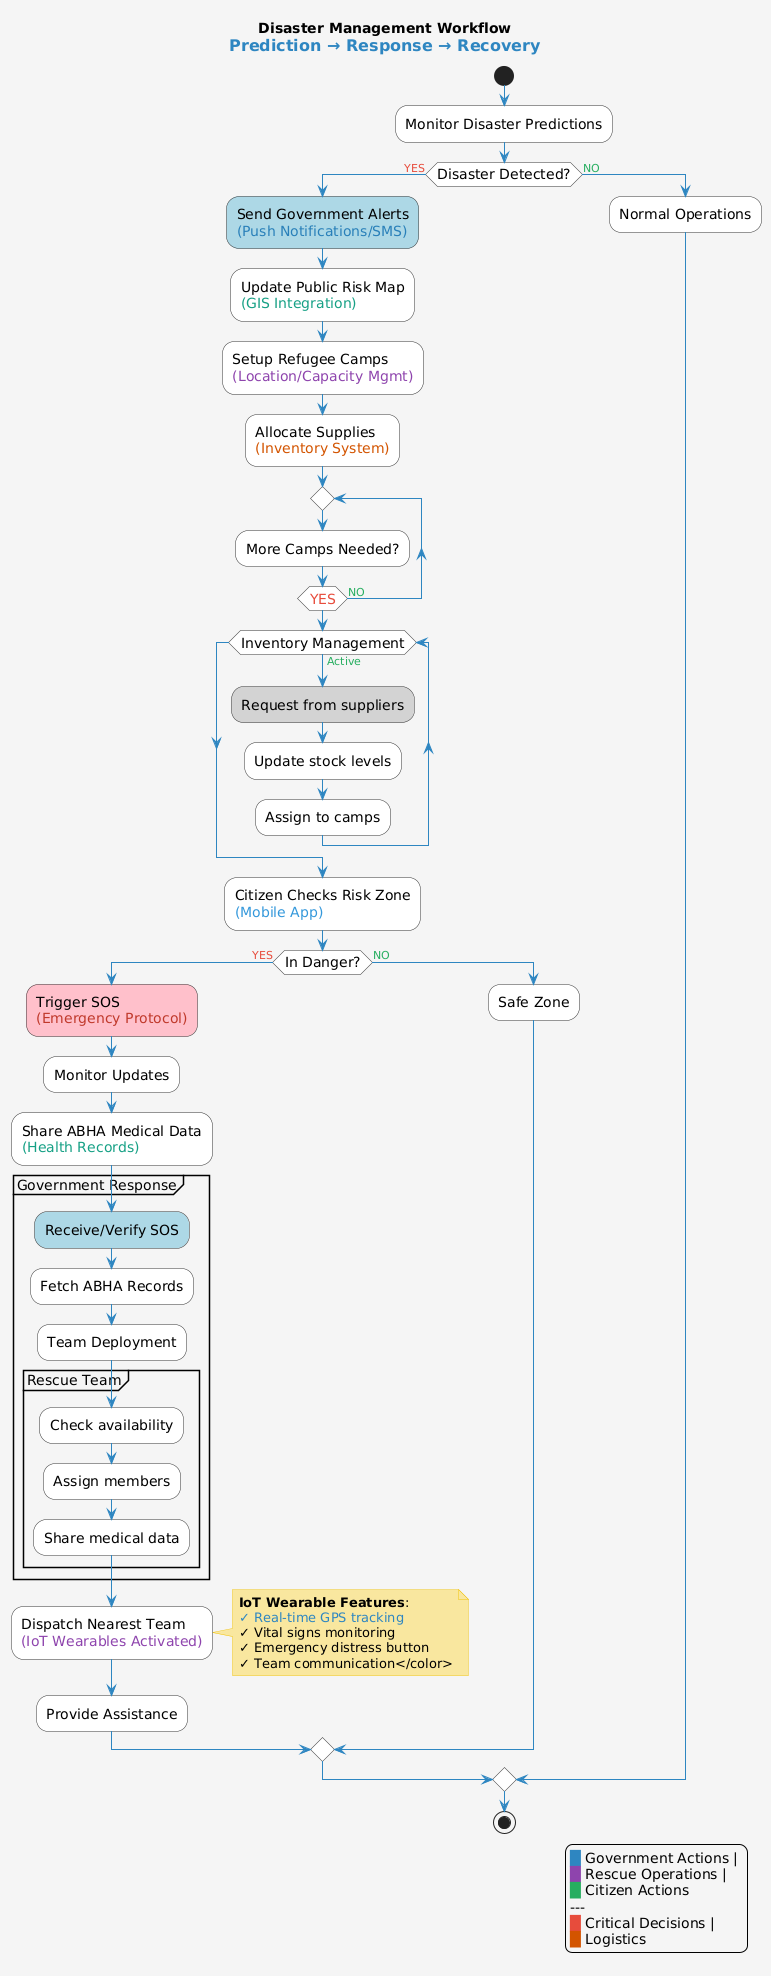 Disaster Management Workflow
Prediction → Response → Recovery
Monitor Disaster Predictions
YES
Disaster Detected?
NO
Send Government Alerts
(Push Notifications/SMS)
Normal Operations
Update Public Risk Map
(GIS Integration)
Setup Refugee Camps
(Location/Capacity Mgmt)
Allocate Supplies
(Inventory System)
More Camps Needed?
YES
NO
Inventory Management
Active
Request from suppliers
Update stock levels
Assign to camps
Citizen Checks Risk Zone
(Mobile App)
YES
In Danger?
NO
Trigger SOS
(Emergency Protocol)
Safe Zone
Monitor Updates
Share ABHA Medical Data
(Health Records)
Government Response
Receive/Verify SOS
Fetch ABHA Records
Team Deployment
Rescue Team
Check availability
Assign members
Share medical data
Dispatch Nearest Team
(IoT Wearables Activated)
IoT Wearable Features:
✓ Real-time GPS tracking
✓ Vital signs monitoring
✓ Emergency distress button
✓ Team communication</color>
Provide Assistance
Government Actions |
Rescue Operations |
Citizen Actions
---
Critical Decisions |
Logistics